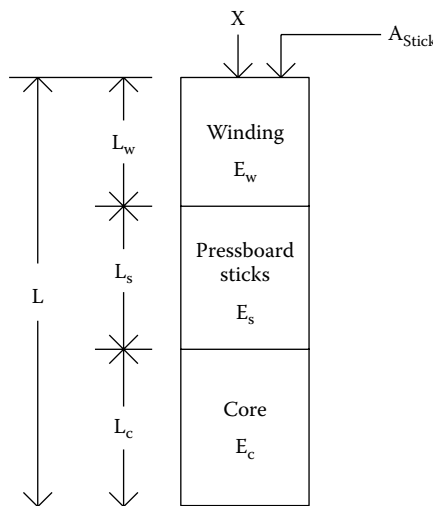 X
A_Stick
Winding
E_w
L_w
Pressboard
sticks
E_s
L_s
L
Core
E_c
L_c